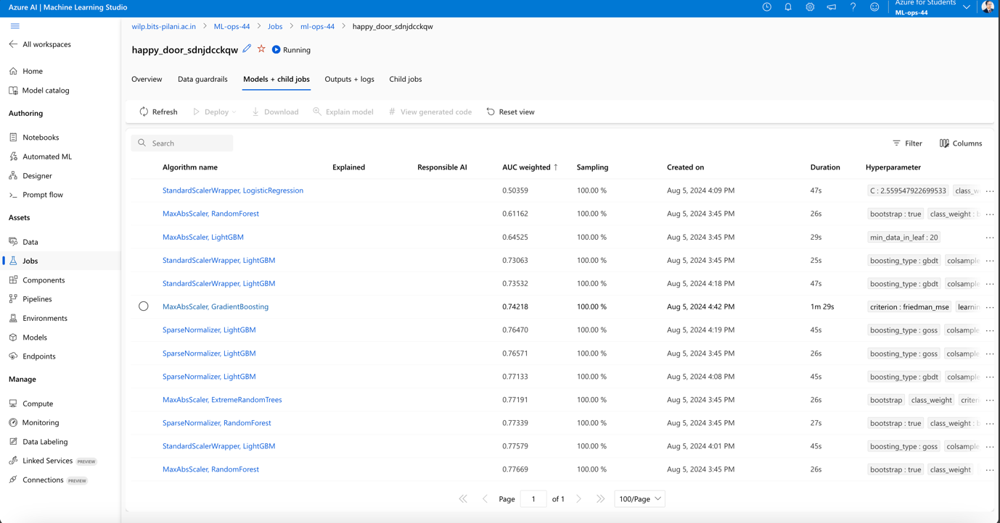 Azure AI | Machine Learning Studio
Azure for Students
ML-ops-44
All workspaces
Home
Model catalog
Authoring
Notebooks
Automated ML
Designer
Prompt flow
Assets
Data
Jobs
Components
Pipelines
Environments
Models
Endpoints
Manage
Compute
Monitoring
Data Labeling
Linked Services PREVIEW
Connections PREVIEW
wilp.bits-pilani.ac.in > ML-ops-44 > Jobs > ml-ops-44 > happy_door_sdnjdcckqw
happy_door_sdnjdcckqw Running
Overview Data guardrails Models + child jobs Outputs + logs Child jobs
Refresh Deploy Download Explain model # View generated code Reset view
Search Filter Columns
Algorithm name Explained Responsible AI AUC weighted ↑ Sampling Created on Duration Hyperparameter
StandardScalerWrapper, LogisticRegression 0.50359 100.00 % Aug 5, 2024 4:09 PM 47s C : 2.559547922699533 class_w ...
MaxAbsScaler, RandomForest 0.61162 100.00 % Aug 5, 2024 3:45 PM 26s bootstrap : true class_weight : b ...
MaxAbsScaler, LightGBM 0.64525 100.00 % Aug 5, 2024 3:45 PM 29s min_data_in_leaf : 20 ...
StandardScalerWrapper, LightGBM 0.73063 100.00 % Aug 5, 2024 3:45 PM 25s boosting_type : gbdt colsample ...
StandardScalerWrapper, LightGBM 0.73532 100.00 % Aug 5, 2024 4:18 PM 47s boosting_type : gbdt colsample ...
MaxAbsScaler, GradientBoosting 0.74218 100.00 % Aug 5, 2024 4:42 PM 1m 29s criterion : friedman_mse learnin ...
SparseNormalizer, LightGBM 0.76470 100.00 % Aug 5, 2024 4:19 PM 45s boosting_type : goss colsample ...
SparseNormalizer, LightGBM 0.76571 100.00 % Aug 5, 2024 3:45 PM 26s boosting_type : goss colsample ...
SparseNormalizer, LightGBM 0.77133 100.00 % Aug 5, 2024 4:08 PM 45s boosting_type : gbdt colsample ...
MaxAbsScaler, ExtremeRandomTrees 0.77191 100.00 % Aug 5, 2024 3:45 PM 26s bootstrap class_weight criteri ...
SparseNormalizer, RandomForest 0.77339 100.00 % Aug 5, 2024 3:45 PM 27s bootstrap : true class_weight : b ...
StandardScalerWrapper, LightGBM 0.77579 100.00 % Aug 5, 2024 4:01 PM 45s boosting_type : goss colsample ...
MaxAbsScaler, RandomForest 0.77669 100.00 % Aug 5, 2024 3:45 PM 26s bootstrap : true class_weight ...
Page 1 of 1 100/Page